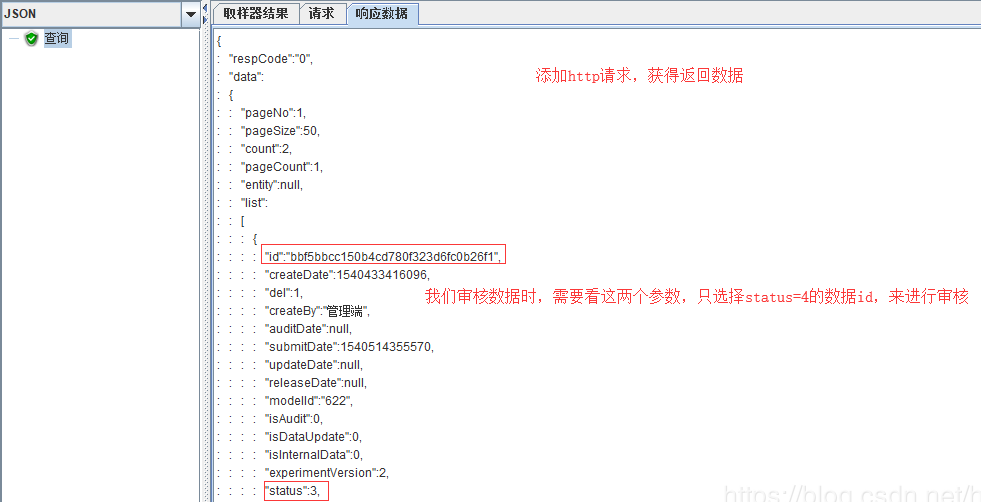 JSON
查询
取样器结果 请求 响应数据
{
: "respCode":"0",
: "data":
: {
: : "pageNo":1,
: : "pageSize":50,
: : "count":2,
: : "pageCount":1,
: : "entity":null,
: : "list":
: : [
: : : {
: : : : "id":"bbf5bbcc150b4cd780f323d6fc0b26f1",
: : : : "createDate":1540433416096,
: : : : "del":1,
: : : : "createBy":"管理端",
: : : : "auditDate":null,
: : : : "submitDate":1540514355570,
: : : : "updateDate":null,
: : : : "releaseDate":null,
: : : : "modelId":"622",
: : : : "isAudit":0,
: : : : "isDataUpdate":0,
: : : : "isInternalData":0,
: : : : "experimentVersion":2,
: : : : "status":3,
添加http请求，获得返回数据
我们审核数据时，需要看这两个参数，只选择status=4的数据id，来进行审核
https://blog.csdn.net/h